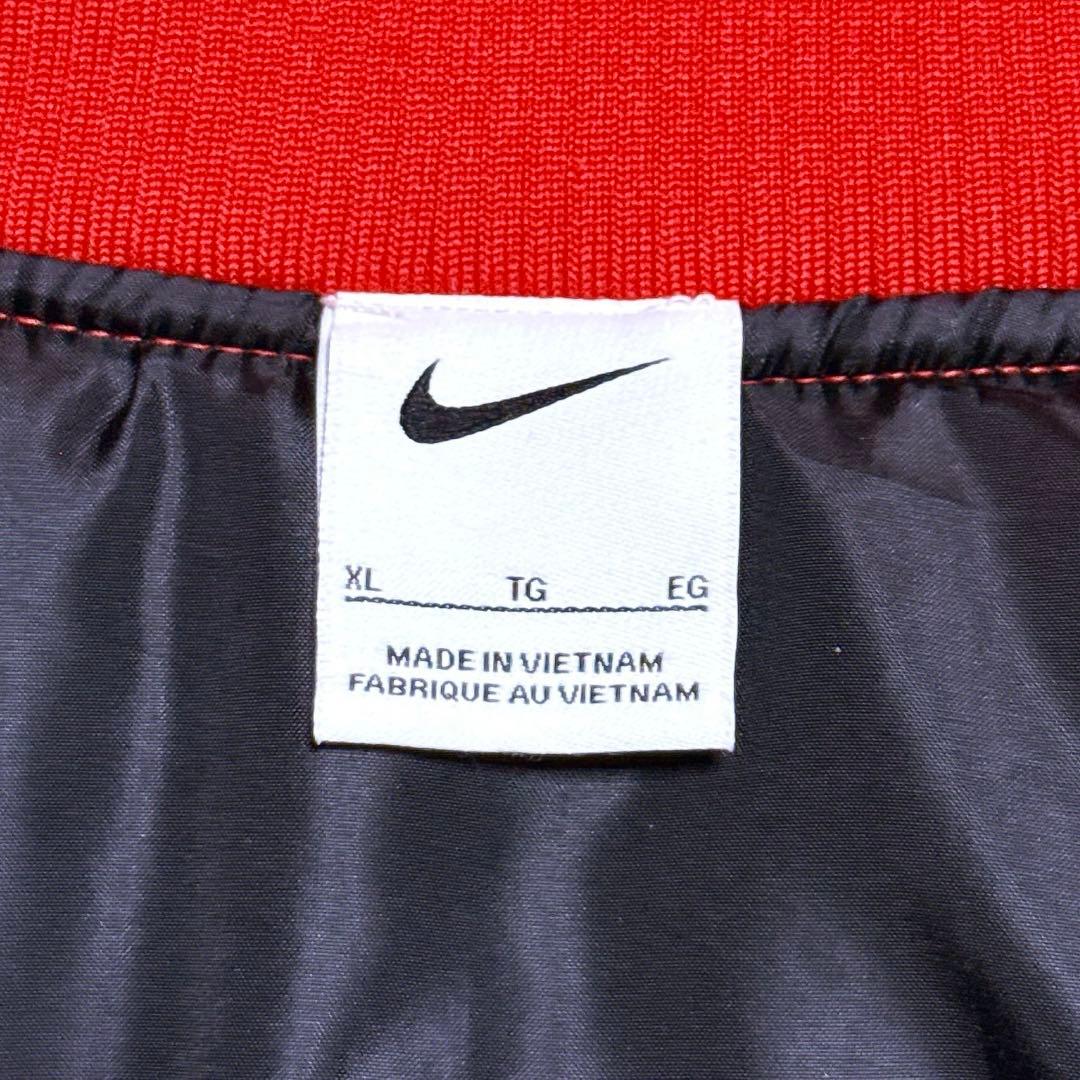 XL TG EG
MADE IN VIETNAM
FABRIQUE AU VIETNAM